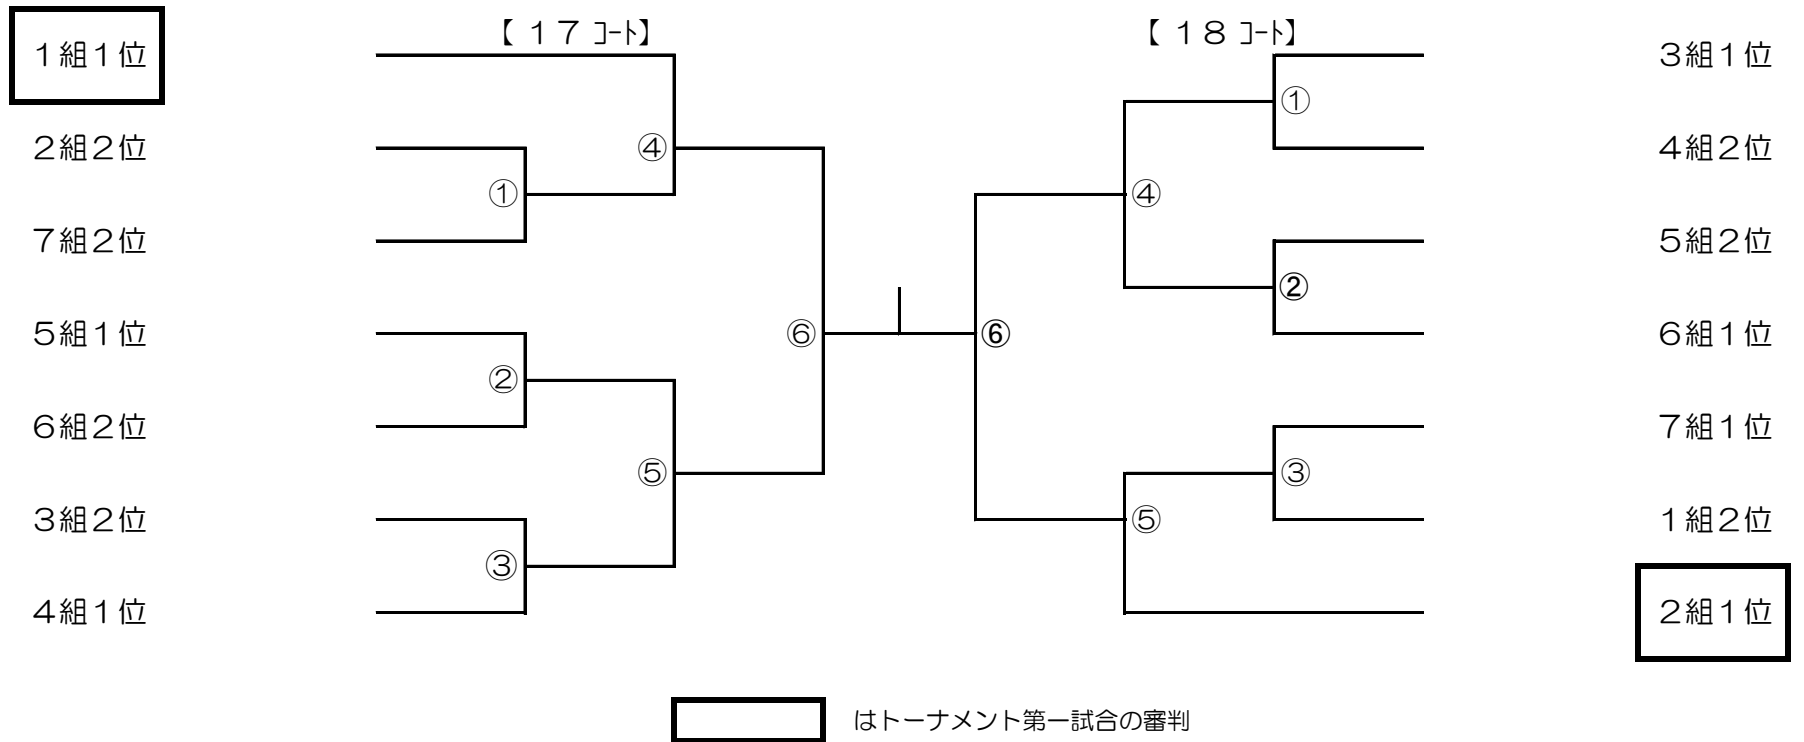 【 １７ ｺｰﾄ】
【 １８ ｺｰﾄ】
１組１位
２組２位
７組２位
５組１位
６組２位
３組２位
４組１位
④
①
②
⑤
③
⑥
⑥
①
④
②
③
⑤
３組１位
４組２位
５組２位
６組１位
７組１位
１組２位
２組１位
はトーナメント第一試合の審判